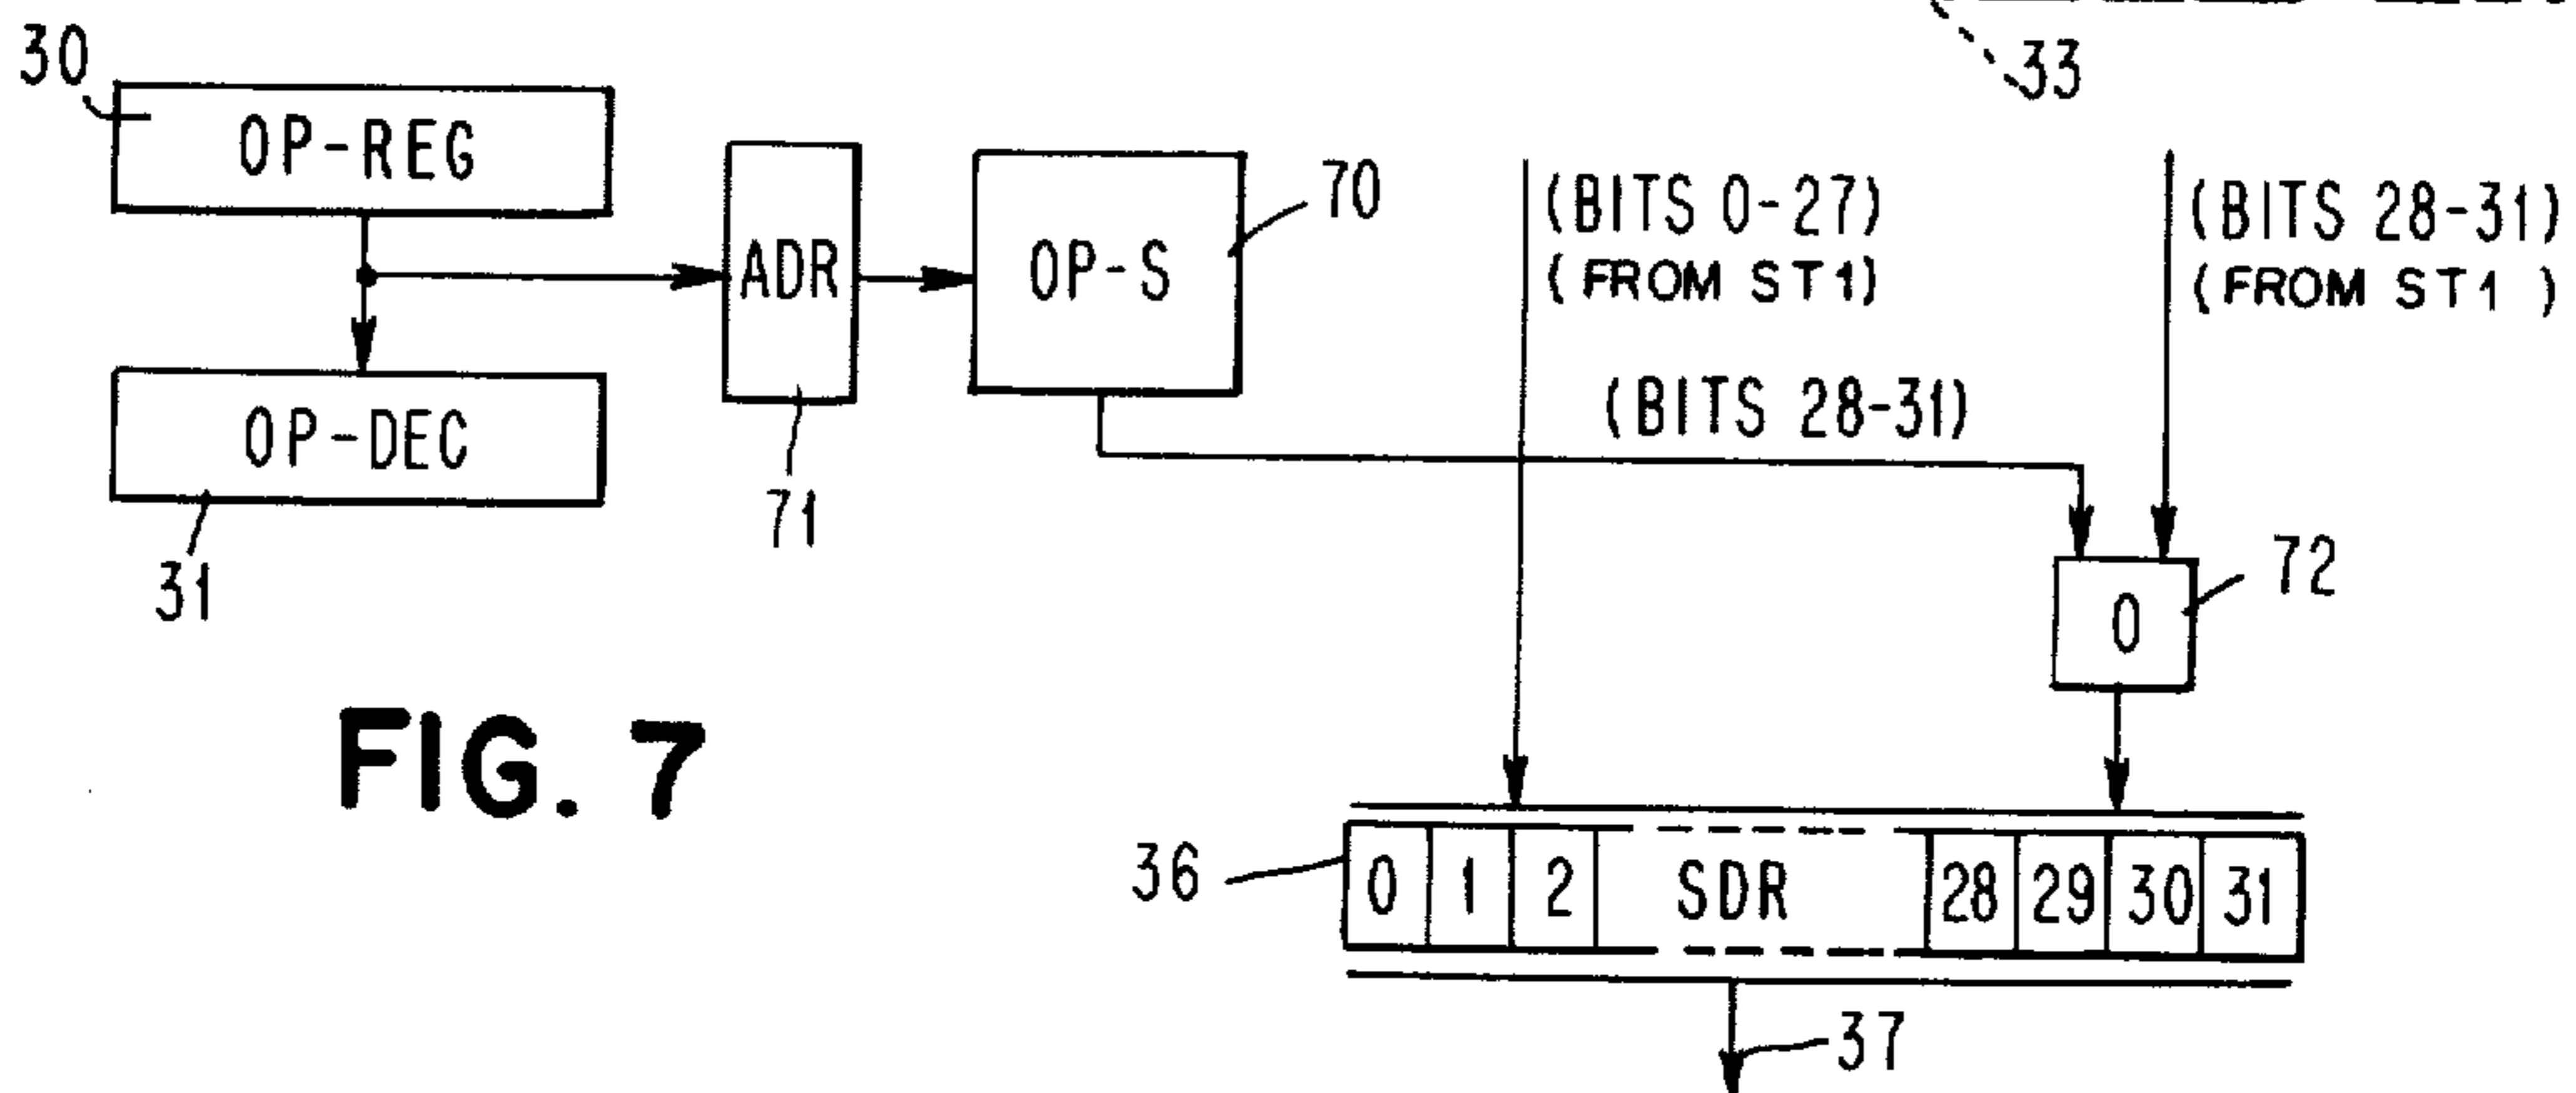 33
30
OP-REG
ADR
OP-S
70
(BITS 0-27)
(FROM ST1)
(BITS 28-31)
(FROM ST1 )
OP-DEC
31
71
(BITS 28-31)
72
0
FIG. 7
36
0 1 2 SDR 28 29 30 31
37